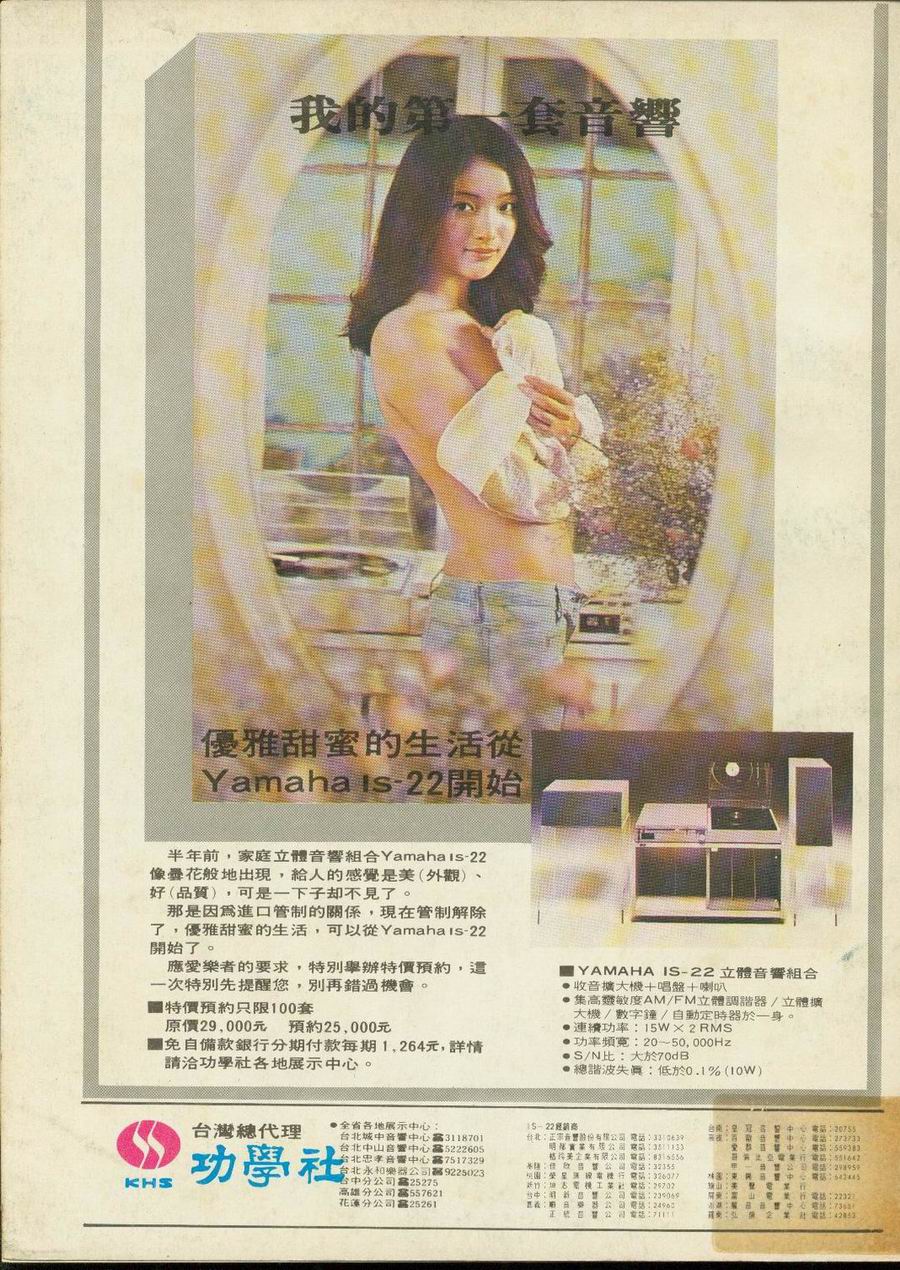 我的第一套音響
優雅甜蜜的生活從
Yamaha Is-22開始
半年前，家庭立體音響組合Yamaha Is-22
像曇花般地出現，給人的感覺是美(外觀)、
好(品質)，可是一下子却不見了。
那是因為進口管制的關係，現在管制解除
了，優雅甜蜜的生活，可以從Yamaha Is-22
開始了。
應愛樂者的要求，特別舉辦特價預約，這
一次特別先提醒您，別再錯過機會。
■特價預約只限100套
原價29,000元　預約25,000元
■免自備款銀行分期付款每期1,264元,詳情
請洽功學社各地展示中心。
■YAMAHA IS-22 立體音響組合
●收音擴大機＋唱盤＋喇叭
●集高靈敏度AM/FM立體調諧器／立體擴
大機／數字鐘／自動定時器於一身。
●連續功率：15W×2 RMS
●功率頻寬：20～50,000Hz
●S/N比：大於70dB
●總諧波失眞：低於0.1%(10W)
KHS
台灣總代理
功學社
●全省各地展示中心：
台北城中音響中心☎3118701
台北中山音響中心☎5222605
台北忠孝音響中心☎7517329
台北永和樂器公司☎9225023
台中分公司☎25275
高雄分公司☎557621
花蓮分公司☎25261
IS-22經銷商
台北：正宗音響股份有限公司 電話：3310639